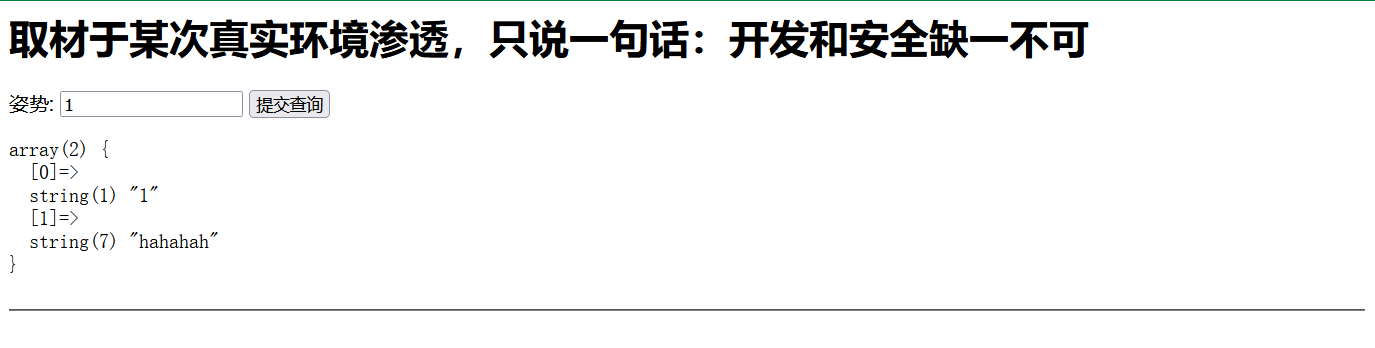 取材于某次真实环境渗透，只说一句话：开发和安全缺一不可
姿势: 1 提交查询
array(2) {
  [0]=>
  string(1) "1"
  [1]=>
  string(7) "hahahah"
}